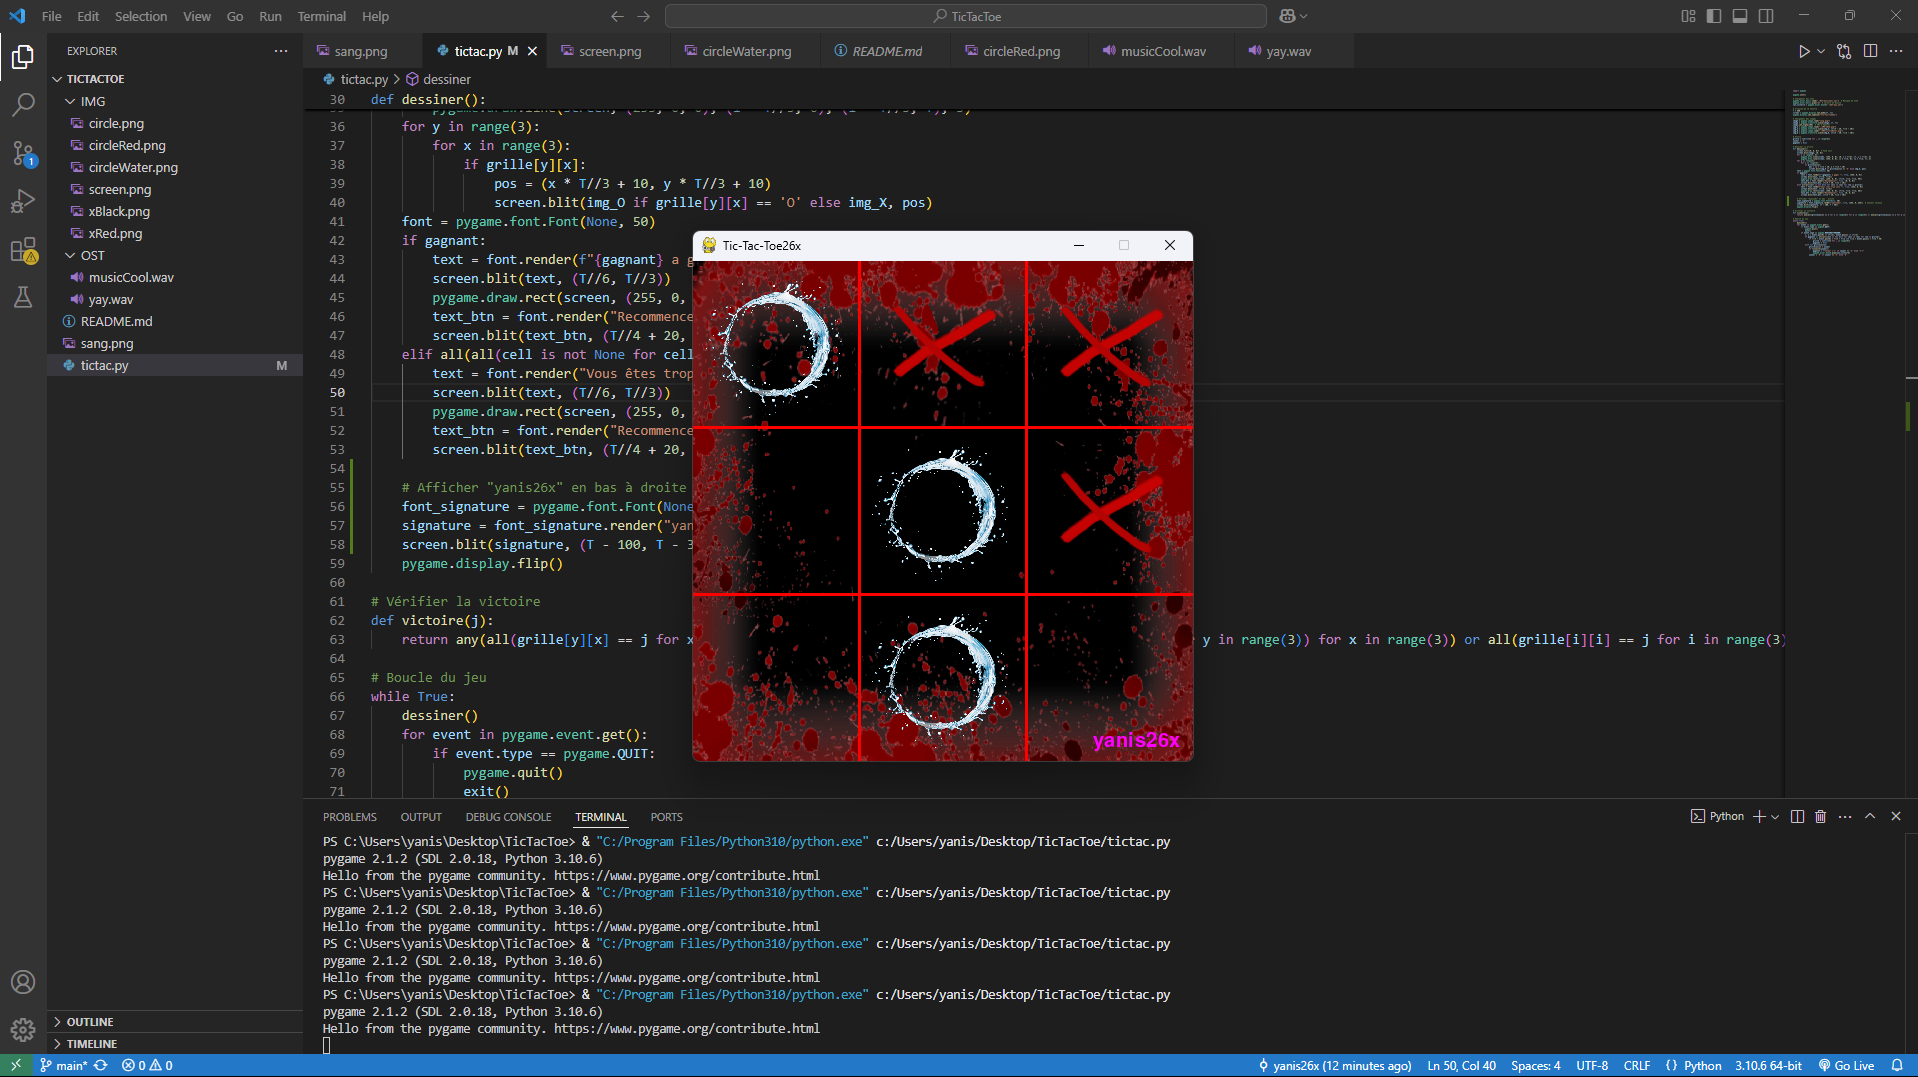 File Edit Selection View Go Run Terminal Help
TicTacToe
EXPLORER
TICTACTOE
IMG
circle.png
circleRed.png
circleWater.png
screen.png
xBlack.png
xRed.png
OST
musicCool.wav
yay.wav
README.md
sang.png
tictac.py M
OUTLINE
TIMELINE
sang.png tictac.py M screen.png circleWater.png README.md circleRed.png musicCool.wav yay.wav
tictac.py > dessiner
30 def dessiner():
36 for y in range(3):
37 for x in range(3):
38 if grille[y][x]:
39 pos = (x * T//3 + 10, y * T//3 + 10)
40 screen.blit(img_O if grille[y][x] == 'O' else img_X, pos)
41 font = pygame.font.Font(None, 50)
42 if gagnant:
43 text = font.render(f"{gagnant} a g
44 screen.blit(text, (T//6, T//3))
45 pygame.draw.rect(screen, (255, 0,
46 text_btn = font.render("Recommence
47 screen.blit(text_btn, (T//4 + 20,
48 elif all(all(cell is not None for cell
49 text = font.render("Vous êtes trop
50 screen.blit(text, (T//6, T//3))
51 pygame.draw.rect(screen, (255, 0,
52 text_btn = font.render("Recommence
53 screen.blit(text_btn, (T//4 + 20,
54
55 # Afficher "yanis26x" en bas à droite
56 font_signature = pygame.font.Font(None
57 signature = font_signature.render("yan
58 screen.blit(signature, (T - 100, T - 3
59 pygame.display.flip()
60
61 # Vérifier la victoire
62 def victoire(j):
63 return any(all(grille[y][x] == j for x y in range(3)) for x in range(3)) or all(grille[i][i] == j for i in range(3)
64
65 # Boucle du jeu
66 while True:
67 dessiner()
68 for event in pygame.event.get():
69 if event.type == pygame.QUIT:
70 pygame.quit()
71 exit()
Tic-Tac-Toe26x
yanis26x
PROBLEMS OUTPUT DEBUG CONSOLE TERMINAL PORTS
Python
PS C:\Users\yanis\Desktop\TicTacToe> & "C:/Program Files/Python310/python.exe" c:/Users/yanis/Desktop/TicTacToe/tictac.py
pygame 2.1.2 (SDL 2.0.18, Python 3.10.6)
Hello from the pygame community. https://www.pygame.org/contribute.html
PS C:\Users\yanis\Desktop\TicTacToe> & "C:/Program Files/Python310/python.exe" c:/Users/yanis/Desktop/TicTacToe/tictac.py
pygame 2.1.2 (SDL 2.0.18, Python 3.10.6)
Hello from the pygame community. https://www.pygame.org/contribute.html
PS C:\Users\yanis\Desktop\TicTacToe> & "C:/Program Files/Python310/python.exe" c:/Users/yanis/Desktop/TicTacToe/tictac.py
pygame 2.1.2 (SDL 2.0.18, Python 3.10.6)
Hello from the pygame community. https://www.pygame.org/contribute.html
PS C:\Users\yanis\Desktop\TicTacToe> & "C:/Program Files/Python310/python.exe" c:/Users/yanis/Desktop/TicTacToe/tictac.py
pygame 2.1.2 (SDL 2.0.18, Python 3.10.6)
Hello from the pygame community. https://www.pygame.org/contribute.html
main* 0 0 yanis26x (12 minutes ago) Ln 50, Col 40 Spaces: 4 UTF-8 CRLF {} Python 3.10.6 64-bit Go Live